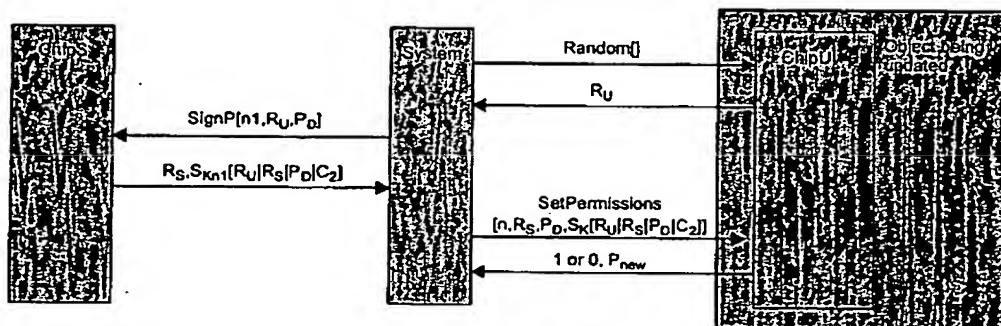 ChipS
System
ChipU
Object being
updated
Random[]
R_U
SignP[n1,R_U,P_D]
R_S,S_Kn1[R_U|R_S|P_D|C_2]
SetPermissions
[n,R_S,P_D,S_K[R_U|R_S|P_D|C_2]]
1 or 0, P_new